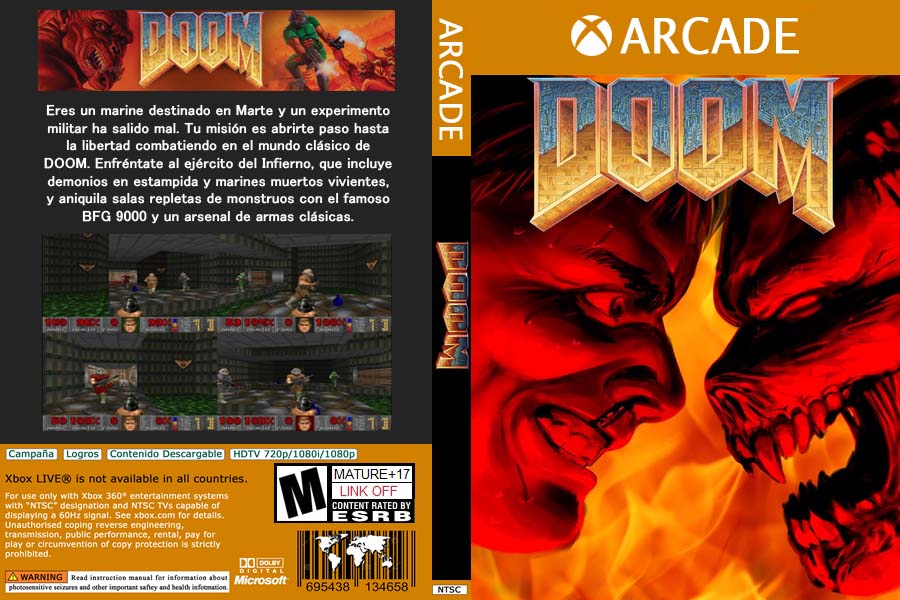 DOOM
Eres un marine destinado en Marte y un experimento
militar ha salido mal. Tu misión es abrirte paso hasta
la libertad combatiendo en el mundo clásico de
DOOM. Enfréntate al ejército del Infierno, que incluye
demonios en estampida y marines muertos vivientes,
y aniquila salas repletas de monstruos con el famoso
BFG 9000 y un arsenal de armas clásicas.
Campaña Logros Contenido Descargable HDTV 720p/1080i/1080p
Xbox LIVE® is not available in all countries.
For use only with Xbox 360® entertainment systems
with “NTSC” designation and NTSC TVs capable of
displaying a 60Hz signal. See xbox.com for details.
Unauthorised coping reverse engineering,
transmission, public performance, rental, pay for
play or circumvention of copy protection is strictly
prohibited.
WARNING Read instruction manual for information about
photosensitive seizures and other important saftey and health infotmation.
M
MATURE+17
LINK OFF
CONTENT RATED BY
ESRB
DOLBY
DIGITAL
Microsoft
695438 134658
ARCADE
DOOM
NTSC
ARCADE
DOOM